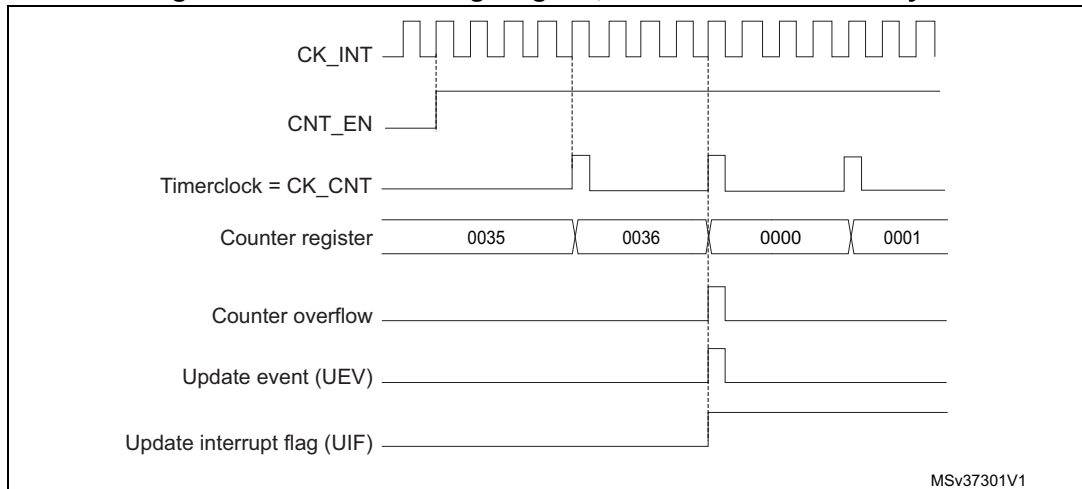 CK_INT
CNT_EN
Timerclock = CK_CNT
Counter register 0035 0036 0000 0001
Counter overflow
Update event (UEV)
Update interrupt flag (UIF)
MSv37301V1